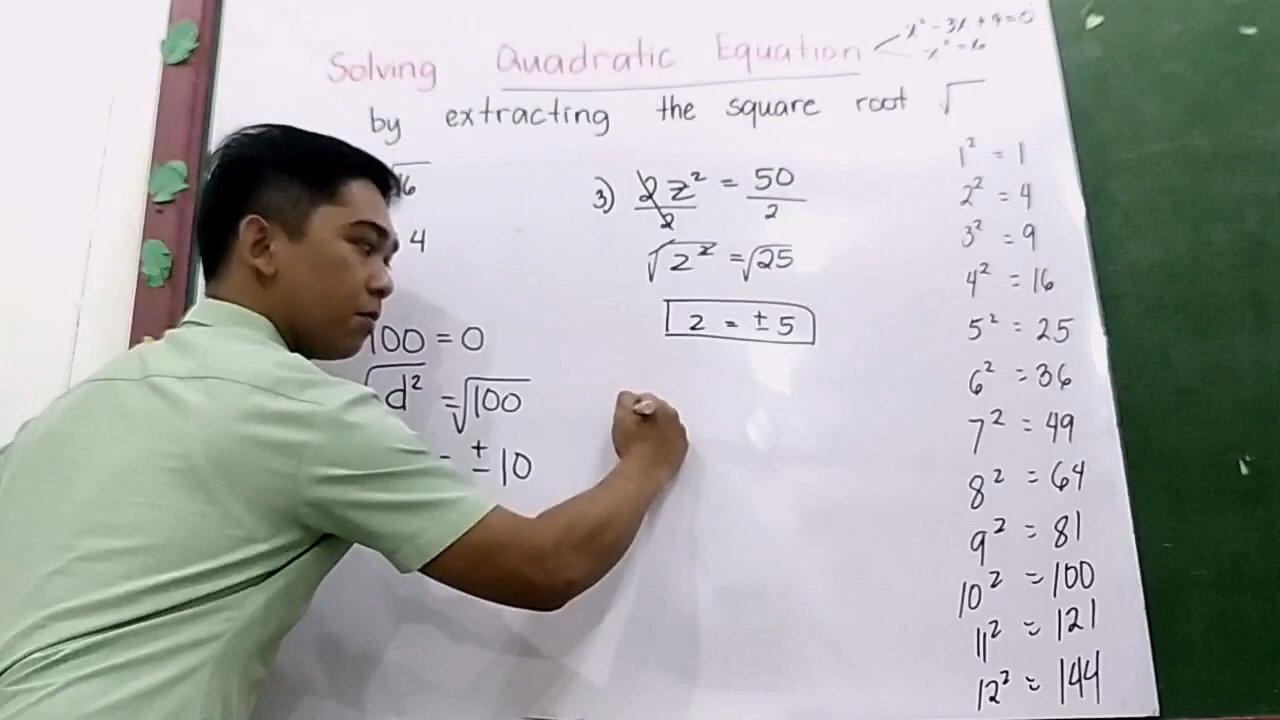 Solving Quadratic Equation < x² - 3x + 9 = 0
x² = 16
by extracting the square root √
√16
4
100 = 0
√d² = √100
= ± 10
3) 2z²/2 = 50/2
√z² = √25
z = ± 5
1² = 1
2² = 4
3² = 9
4² = 16
5² = 25
6² = 36
7² = 49
8² = 64
9² = 81
10² = 100
11² = 121
12² = 144